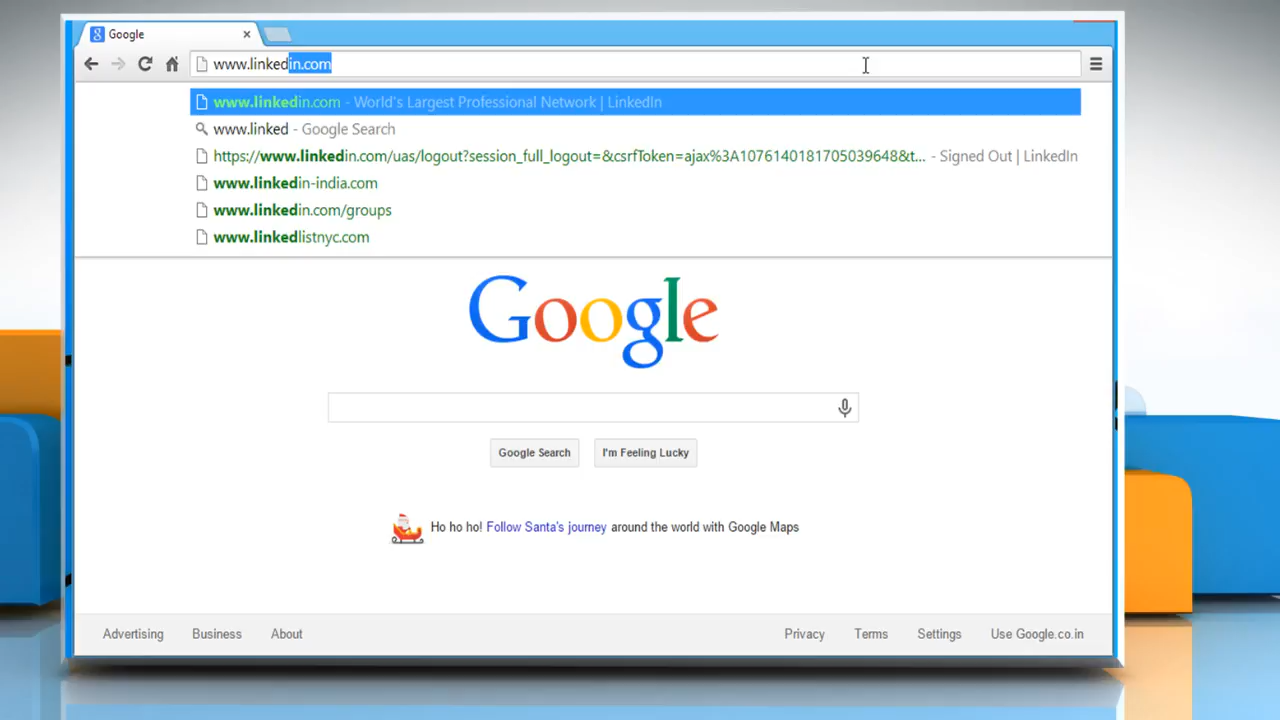 Google
www.linkedin.com
www.linkedin.com - World's Largest Professional Network | LinkedIn
www.linked - Google Search
https://www.linkedin.com/uas/logout?session_full_logout=&csrfToken=ajax%3A1076140181705039648&t... - Signed Out | LinkedIn
www.linkedin-india.com
www.linkedin.com/groups
www.linkedlistnyc.com
Google
Google Search I'm Feeling Lucky
Ho ho ho! Follow Santa's journey around the world with Google Maps
Advertising Business About Privacy Terms Settings Use Google.co.in